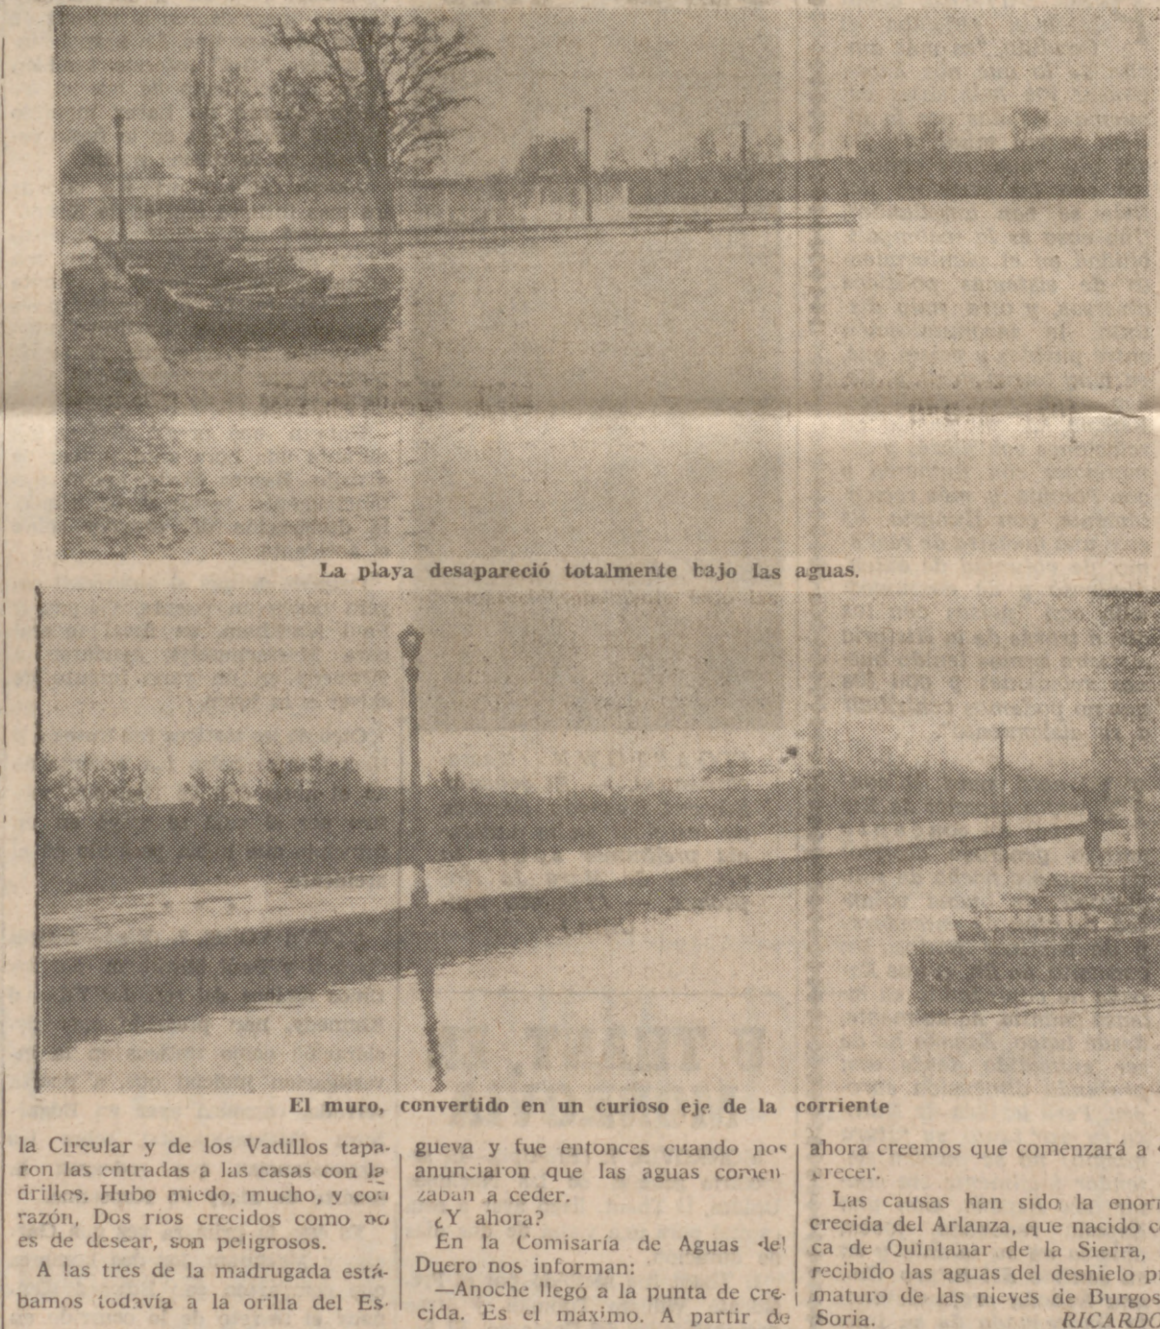 La playa desapareció totalmente bajo las aguas.
El muro, convertido en un curioso eje de la corriente
la Circular y de los Vadillos tapa-
ron las entradas a las casas con la
drillos. Hubo miedo, mucho, y con
razón. Dos rios crecidos como no
es de desear, son peligrosos.
A las tres de la madrugada está-
bamos todavía a la orilla del Es-
gueva y fue entonces cuando nos
anunciaron que las aguas comen
zaban a ceder.
¿Y ahora?
En la Comisaría de Aguas del
Duero nos informan:
—Anoche llegó a la punta de cre-
cida. Es el máximo. A partir de
ahora creemos que comenzará a
crecer.
Las causas han sido la enor
crecida del Arlanza, que nacido ce
ca de Quintanar de la Sierra,
recibido las aguas del deshielo p
maturo de las nieves de Burgos
Soria.
RICARDO